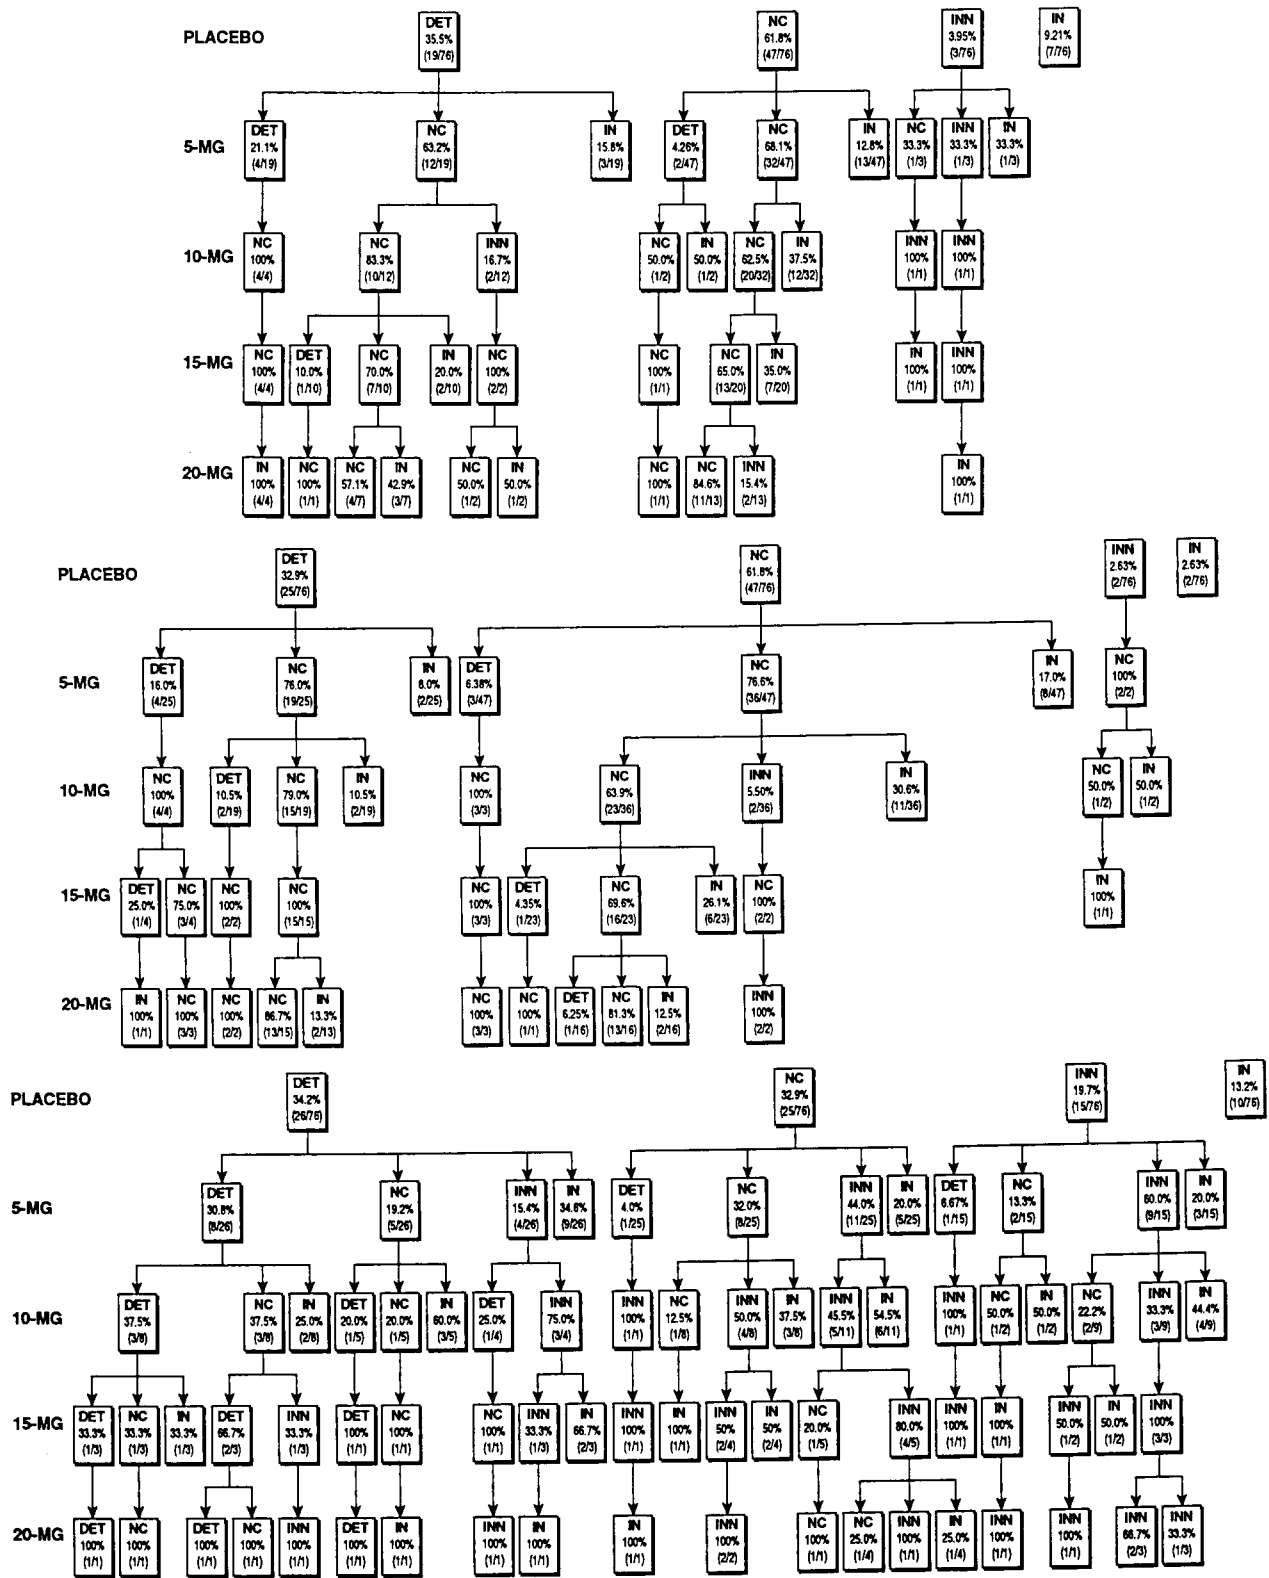 PLACEBO
DET
35.5%
(19/76)
NC
61.8%
(47/76)
INN
3.95%
(3/76)
IN
9.21%
(7/76)
5-MG
DET
21.1%
(4/19)
NC
63.2%
(12/19)
IN
15.8%
(3/19)
DET
4.26%
(2/47)
NC
68.1%
(32/47)
IN
12.8%
(13/47)
NC
33.3%
(1/3)
INN
33.3%
(1/3)
IN
33.3%
(1/3)
10-MG
NC
100%
(4/4)
NC
83.3%
(10/12)
INN
16.7%
(2/12)
NC
50.0%
(1/2)
IN
50.0%
(1/2)
NC
62.5%
(20/32)
IN
37.5%
(12/32)
INN
100%
(1/1)
INN
100%
(1/1)
15-MG
NC
100%
(4/4)
DET
10.0%
(1/10)
NC
70.0%
(7/10)
IN
20.0%
(2/10)
NC
100%
(2/2)
NC
100%
(1/1)
NC
65.0%
(13/20)
IN
35.0%
(7/20)
IN
100%
(1/1)
INN
100%
(1/1)
20-MG
IN
100%
(4/4)
NC
100%
(1/1)
NC
57.1%
(4/7)
IN
42.9%
(3/7)
NC
50.0%
(1/2)
IN
50.0%
(1/2)
NC
100%
(1/1)
NC
84.6%
(11/13)
INN
15.4%
(2/13)
IN
100%
(1/1)
PLACEBO
DET
32.9%
(25/76)
NC
61.8%
(47/76)
INN
2.63%
(2/76)
IN
2.63%
(2/76)
5-MG
DET
16.0%
(4/25)
NC
76.0%
(19/25)
IN
8.0%
(2/25)
DET
6.38%
(3/47)
NC
76.6%
(36/47)
IN
17.0%
(8/47)
NC
100%
(2/2)
10-MG
NC
100%
(4/4)
DET
10.5%
(2/19)
NC
79.0%
(15/19)
IN
10.5%
(2/19)
NC
100%
(3/3)
NC
63.9%
(23/36)
INN
5.50%
(2/36)
IN
30.6%
(11/36)
NC
50.0%
(1/2)
IN
50.0%
(1/2)
15-MG
DET
25.0%
(1/4)
NC
75.0%
(3/4)
NC
100%
(2/2)
NC
100%
(15/15)
NC
100%
(3/3)
DET
4.35%
(1/23)
NC
69.6%
(16/23)
IN
26.1%
(6/23)
NC
100%
(2/2)
IN
100%
(1/1)
20-MG
IN
100%
(1/1)
NC
100%
(3/3)
NC
100%
(2/2)
NC
86.7%
(13/15)
IN
13.3%
(2/13)
NC
100%
(3/3)
NC
100%
(1/1)
DET
6.25%
(1/16)
NC
81.3%
(13/16)
IN
12.5%
(2/16)
INN
100%
(2/2)
PLACEBO
DET
34.2%
(26/76)
NC
32.9%
(25/76)
INN
19.7%
(15/76)
IN
13.2%
(10/76)
5-MG
DET
30.8%
(8/26)
NC
19.2%
(5/26)
INN
15.4%
(4/26)
IN
34.6%
(9/26)
DET
4.0%
(1/25)
NC
32.0%
(8/25)
INN
44.0%
(11/25)
IN
20.0%
(5/25)
DET
6.67%
(1/15)
NC
13.3%
(2/15)
INN
60.0%
(9/15)
IN
20.0%
(3/15)
10-MG
DET
37.5%
(3/8)
NC
37.5%
(3/8)
IN
25.0%
(2/8)
DET
20.0%
(1/5)
NC
20.0%
(1/5)
IN
60.0%
(3/5)
DET
25.0%
(1/4)
INN
75.0%
(3/4)
INN
100%
(1/1)
NC
12.5%
(1/8)
INN
50.0%
(4/8)
IN
37.5%
(3/8)
INN
45.5%
(5/11)
IN
54.5%
(6/11)
INN
100%
(1/1)
NC
50.0%
(1/2)
IN
50.0%
(1/2)
NC
22.2%
(2/9)
INN
33.3%
(3/9)
IN
44.4%
(4/9)
15-MG
DET
33.3%
(1/3)
NC
33.3%
(1/3)
IN
33.3%
(1/3)
DET
66.7%
(2/3)
INN
33.3%
(1/3)
DET
100%
(1/1)
NC
100%
(1/1)
NC
100%
(1/1)
INN
33.3%
(1/3)
IN
66.7%
(2/3)
INN
100%
(1/1)
IN
100%
(1/1)
INN
50%
(2/4)
IN
50%
(2/4)
NC
20.0%
(1/5)
INN
80.0%
(4/5)
INN
100%
(1/1)
IN
100%
(1/1)
INN
50.0%
(1/2)
IN
50.0%
(1/2)
INN
100%
(3/3)
20-MG
DET
100%
(1/1)
NC
100%
(1/1)
DET
100%
(1/1)
NC
100%
(1/1)
INN
100%
(1/1)
DET
100%
(1/1)
IN
100%
(1/1)
INN
100%
(1/1)
IN
100%
(1/1)
IN
100%
(1/1)
INN
100%
(2/2)
NC
100%
(1/1)
NC
25.0%
(1/4)
INN
100%
(1/1)
IN
25.0%
(1/4)
INN
100%
(1/1)
INN
100%
(1/1)
INN
66.7%
(2/3)
INN
33.3%
(1/3)